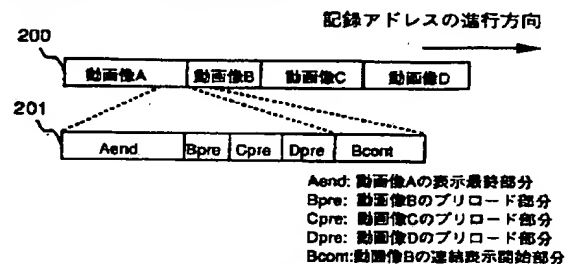 記録アドレスの進行方向
200
動画像A 動画像B 動画像C 動画像D
201
Aend Bpre Cpre Dpre Bcont
Aend: 動画像Aの表示最終部分
Bpre: 動画像Bのプリロード部分
Cpre: 動画像Cのプリロード部分
Dpre: 動画像Dのプリロード部分
Bcont:動画像Bの連結表示開始部分